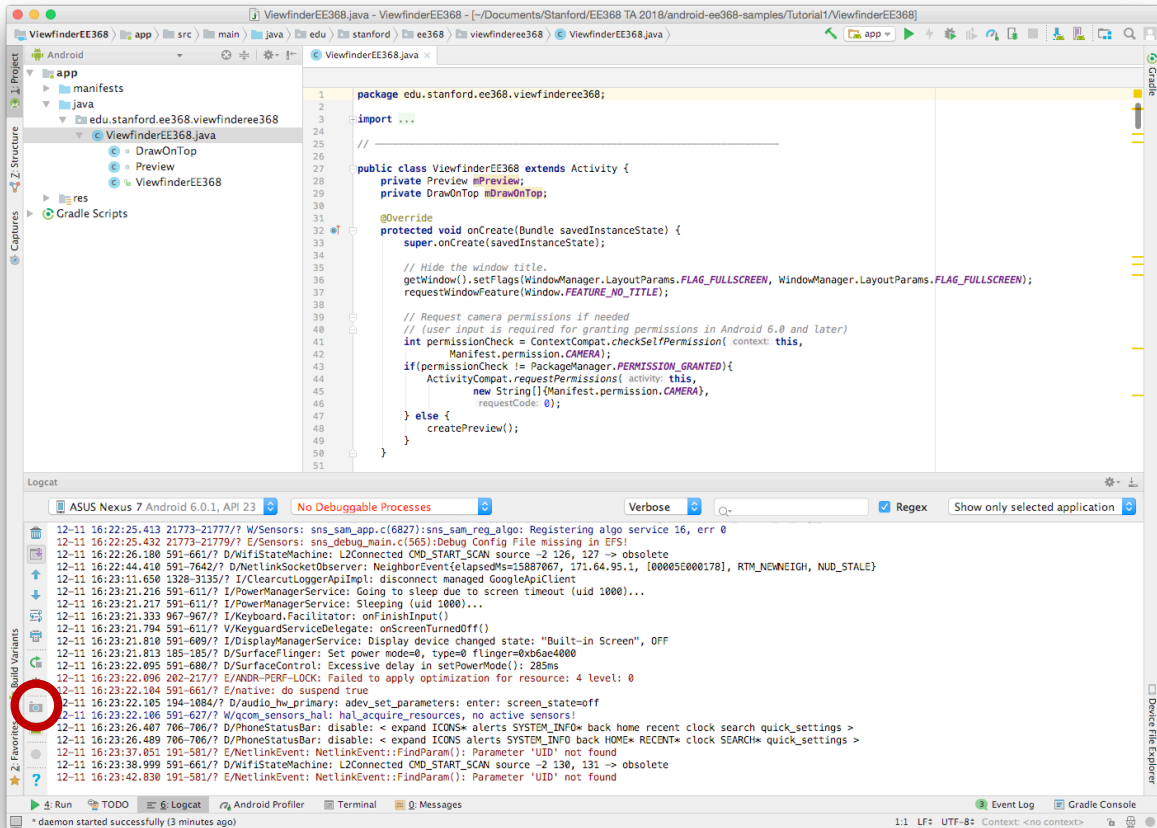 ViewfinderEE368.java - ViewfinderEE368 - [~/Documents/Stanford/EE368 TA 2018/android-ee368-samples/Tutorial1/ViewfinderEE368]
ViewfinderEE368 app src main java edu stanford ee368 viewfinderee368 ViewfinderEE368.java
app
1: Project
Android
ViewfinderEE368.java
Gradle
app
manifests
java
edu.stanford.ee368.viewfinderee368
ViewfinderEE368.java
DrawOnTop
Preview
ViewfinderEE368
res
Gradle Scripts
Z: Structure
Captures
1 package edu.stanford.ee368.viewfinderee368;
2
3 import ...
24
25 //
26
27 public class ViewfinderEE368 extends Activity {
28 private Preview mPreview;
29 private DrawOnTop mDrawOnTop;
30
31 @Override
32 protected void onCreate(Bundle savedInstanceState) {
33 super.onCreate(savedInstanceState);
34
35 // Hide the window title.
36 getWindow().setFlags(WindowManager.LayoutParams.FLAG_FULLSCREEN, WindowManager.LayoutParams.FLAG_FULLSCREEN);
37 requestWindowFeature(Window.FEATURE_NO_TITLE);
38
39 // Request camera permissions if needed
40 // (user input is required for granting permissions in Android 6.0 and later)
41 int permissionCheck = ContextCompat.checkSelfPermission( context: this,
42 Manifest.permission.CAMERA);
43 if(permissionCheck != PackageManager.PERMISSION_GRANTED){
44 ActivityCompat.requestPermissions( activity: this,
45 new String[]{Manifest.permission.CAMERA},
46 requestCode: 0);
47 } else {
48 createPreview();
49 }
50 }
51
Logcat
ASUS Nexus 7 Android 6.0.1, API 23 No Debuggable Processes Verbose Regex Show only selected application
12-11 16:22:25.413 21773-21777/? W/Sensors: sns_sam_app.c(6827):sns_sam_reg_algo: Registering algo service 16, err 0
12-11 16:22:25.432 21773-21779/? E/Sensors: sns_debug_main.c(565):Debug Config File missing in EFS!
12-11 16:22:26.180 591-661/? D/WifiStateMachine: L2Connected CMD_START_SCAN source -2 126, 127 -> obsolete
12-11 16:22:44.410 591-7642/? D/NetlinkSocketObserver: NeighborEvent{elapsedMs=15887067, 171.64.95.1, [00005E000178], RTM_NEWNEIGH, NUD_STALE}
12-11 16:23:11.650 1328-3135/? I/ClearcutLoggerApiImpl: disconnect managed GoogleApiClient
12-11 16:23:21.216 591-611/? I/PowerManagerService: Going to sleep due to screen timeout (uid 1000)...
12-11 16:23:21.217 591-611/? I/PowerManagerService: Sleeping (uid 1000)...
12-11 16:23:21.333 967-967/? I/Keyboard.Facilitator: onFinishInput()
12-11 16:23:21.794 591-611/? V/KeyguardServiceDelegate: onScreenTurnedOff()
12-11 16:23:21.810 591-609/? I/DisplayManagerService: Display device changed state: "Built-in Screen", OFF
12-11 16:23:21.813 185-185/? D/SurfaceFlinger: Set power mode=0, type=0 flinger=0xb6ae4000
12-11 16:23:22.095 591-680/? D/SurfaceControl: Excessive delay in setPowerMode(): 285ms
12-11 16:23:22.096 202-217/? E/ANDR-PERF-LOCK: Failed to apply optimization for resource: 4 level: 0
12-11 16:23:22.104 591-661/? E/native: do suspend true
12-11 16:23:22.105 194-1084/? D/audio_hw_primary: adev_set_parameters: enter: screen_state=off
12-11 16:23:22.106 591-627/? W/qcom_sensors_hal: hal_acquire_resources, no active sensors!
12-11 16:23:26.407 706-706/? D/PhoneStatusBar: disable: < expand ICONS* alerts SYSTEM_INFO* back home recent clock search quick_settings >
12-11 16:23:26.489 706-706/? D/PhoneStatusBar: disable: < expand ICONS alerts SYSTEM_INFO back HOME* RECENT* clock SEARCH* quick_settings >
12-11 16:23:37.051 191-581/? E/NetlinkEvent: NetlinkEvent::FindParam(): Parameter 'UID' not found
12-11 16:23:38.999 591-661/? D/WifiStateMachine: L2Connected CMD_START_SCAN source -2 130, 131 -> obsolete
12-11 16:23:42.830 191-581/? E/NetlinkEvent: NetlinkEvent::FindParam(): Parameter 'UID' not found
Build Variants
2: Favorites
Device File Explorer
4: Run TODO 6: Logcat Android Profiler Terminal 0: Messages 3 Event Log Gradle Console
* daemon started successfully (3 minutes ago) 1:1 LF UTF-8 Context: <no context>